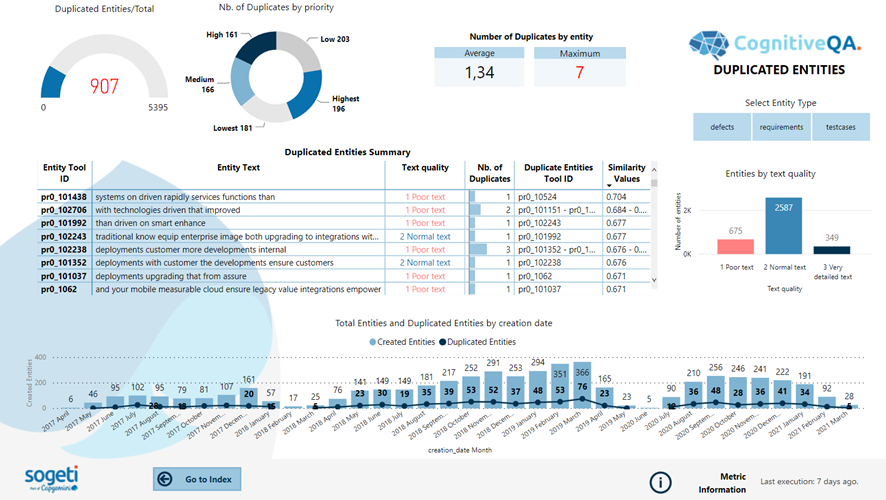 Duplicated Entities/Total
907
0
5395
Nb. of Duplicates by priority
High 161
Low 203
Medium
166
Highest
196
Lowest 181
Number of Duplicates by entity
Average
Maximum
1,34
7
CognitiveQA.
DUPLICATED ENTITIES
Select Entity Type
defects
requirements
testcases
Duplicated Entities Summary
Entity Tool ID Entity Text Text quality Nb. of Duplicates Duplicate Entities Tool ID Similarity Values
pr0_101438 systems on driven rapidly services functions than 1 Poor text 1 pr0_10524 0.704
pr0_102706 with technologies driven that improved 1 Poor text 2 pr0_101151 - pr0_1... 0.684 - 0....
pr0_101992 than driven on smart enhance 1 Poor text 1 pr0_102243 0.677
pr0_102243 traditional know equip enterprise image both upgrading to integrations wit... 2 Normal text 1 pr0_101992 0.677
pr0_102238 deployments customer more developments internal 1 Poor text 3 pr0_101352 - pr0_1... 0.676 - 0....
pr0_101352 deployments with customer the developments ensure customers 2 Normal text 1 pr0_102238 0.676
pr0_101037 deployments upgrading that from assure 1 Poor text 1 pr0_1062 0.671
pr0_1062 and your mobile measurable cloud ensure legacy value integrations empower 1 Poor text 1 pr0_101037 0.671
Entities by text quality
Number of entities
2K
0K
675
2587
349
1 Poor text
2 Normal text
3 Very detailed text
Text quality
Total Entities and Duplicated Entities by creation date
Created Entities
Duplicated Entities
Created Entities
400
200
0
6 46 95 102 95 79 81 107 161 57 17 25 76 141 149 149 181 217 252 291 253 294 351 366 165 23 5 90 210 256 246 241 222 191 92 28
20 23 30 19 35 39 53 52 37 48 53 76 23 36 48 28 36 41 34
2017 April 2017 May 2017 June 2017 July 2017 August 2017 Septem... 2017 October 2017 Novem... 2017 Decem... 2018 January 2018 February 2018 March 2018 April 2018 May 2018 June 2018 July 2018 August 2018 Septem... 2018 October 2018 Novem... 2018 Decem... 2019 January 2019 February 2019 March 2019 April 2019 May 2020 June 2020 July 2020 August 2020 Septem... 2020 October 2020 Novem... 2020 Decem... 2021 January 2021 February 2021 March
creation_date Month
sogeti
Part of Capgemini
Go to Index
Metric
Information
Last execution: 7 days ago.